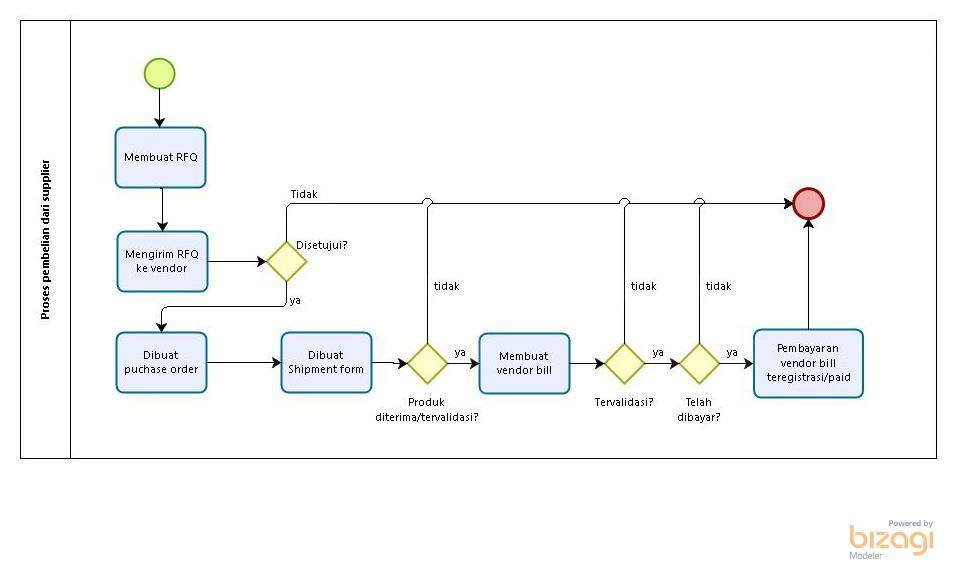 Proses pembelian dari supplier
Membuat RFQ
Mengirim RFQ
ke vendor
Disetujui?
Tidak
ya
Dibuat
puchase order
Dibuat
Shipment form
Produk
diterima/tervalidasi?
tidak
ya
Membuat
vendor bill
Tervalidasi?
tidak
ya
Telah
dibayar?
tidak
ya
Pembayaran
vendor bill
teregistrasi/paid
Powered by
bizagi
Modeler